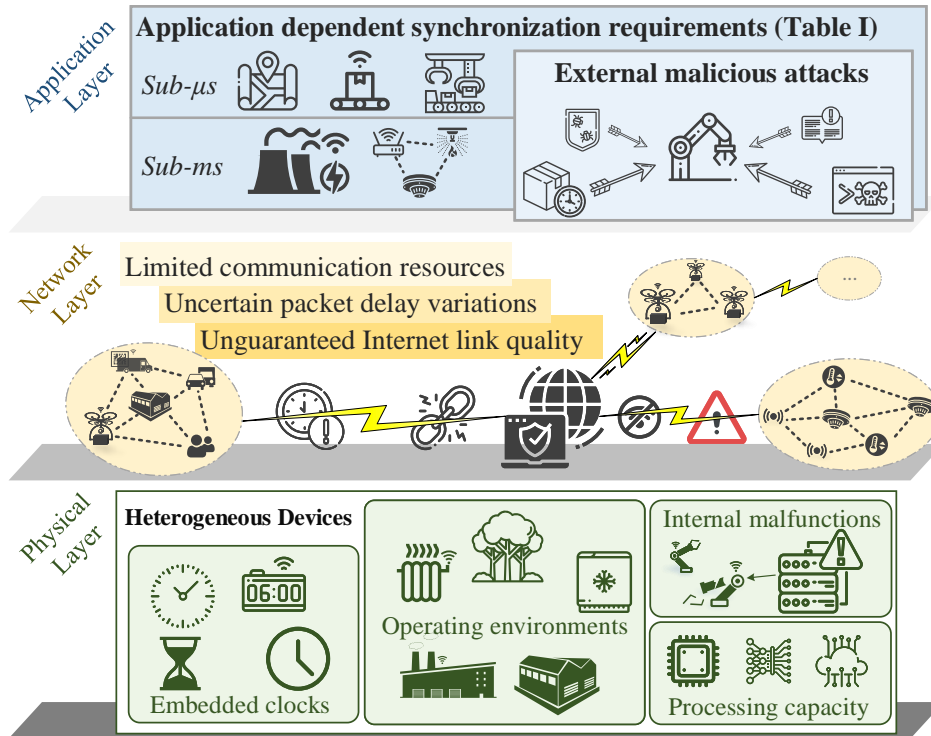 Application
Layer
Application dependent synchronization requirements (Table I)
Sub-μs
Sub-ms
External malicious attacks
Network
Layer
Limited communication resources
Uncertain packet delay variations
Unguaranteed Internet link quality
...
Physical
Layer
Heterogeneous Devices
06:00
Embedded clocks
Operating environments
Internal malfunctions
Processing capacity